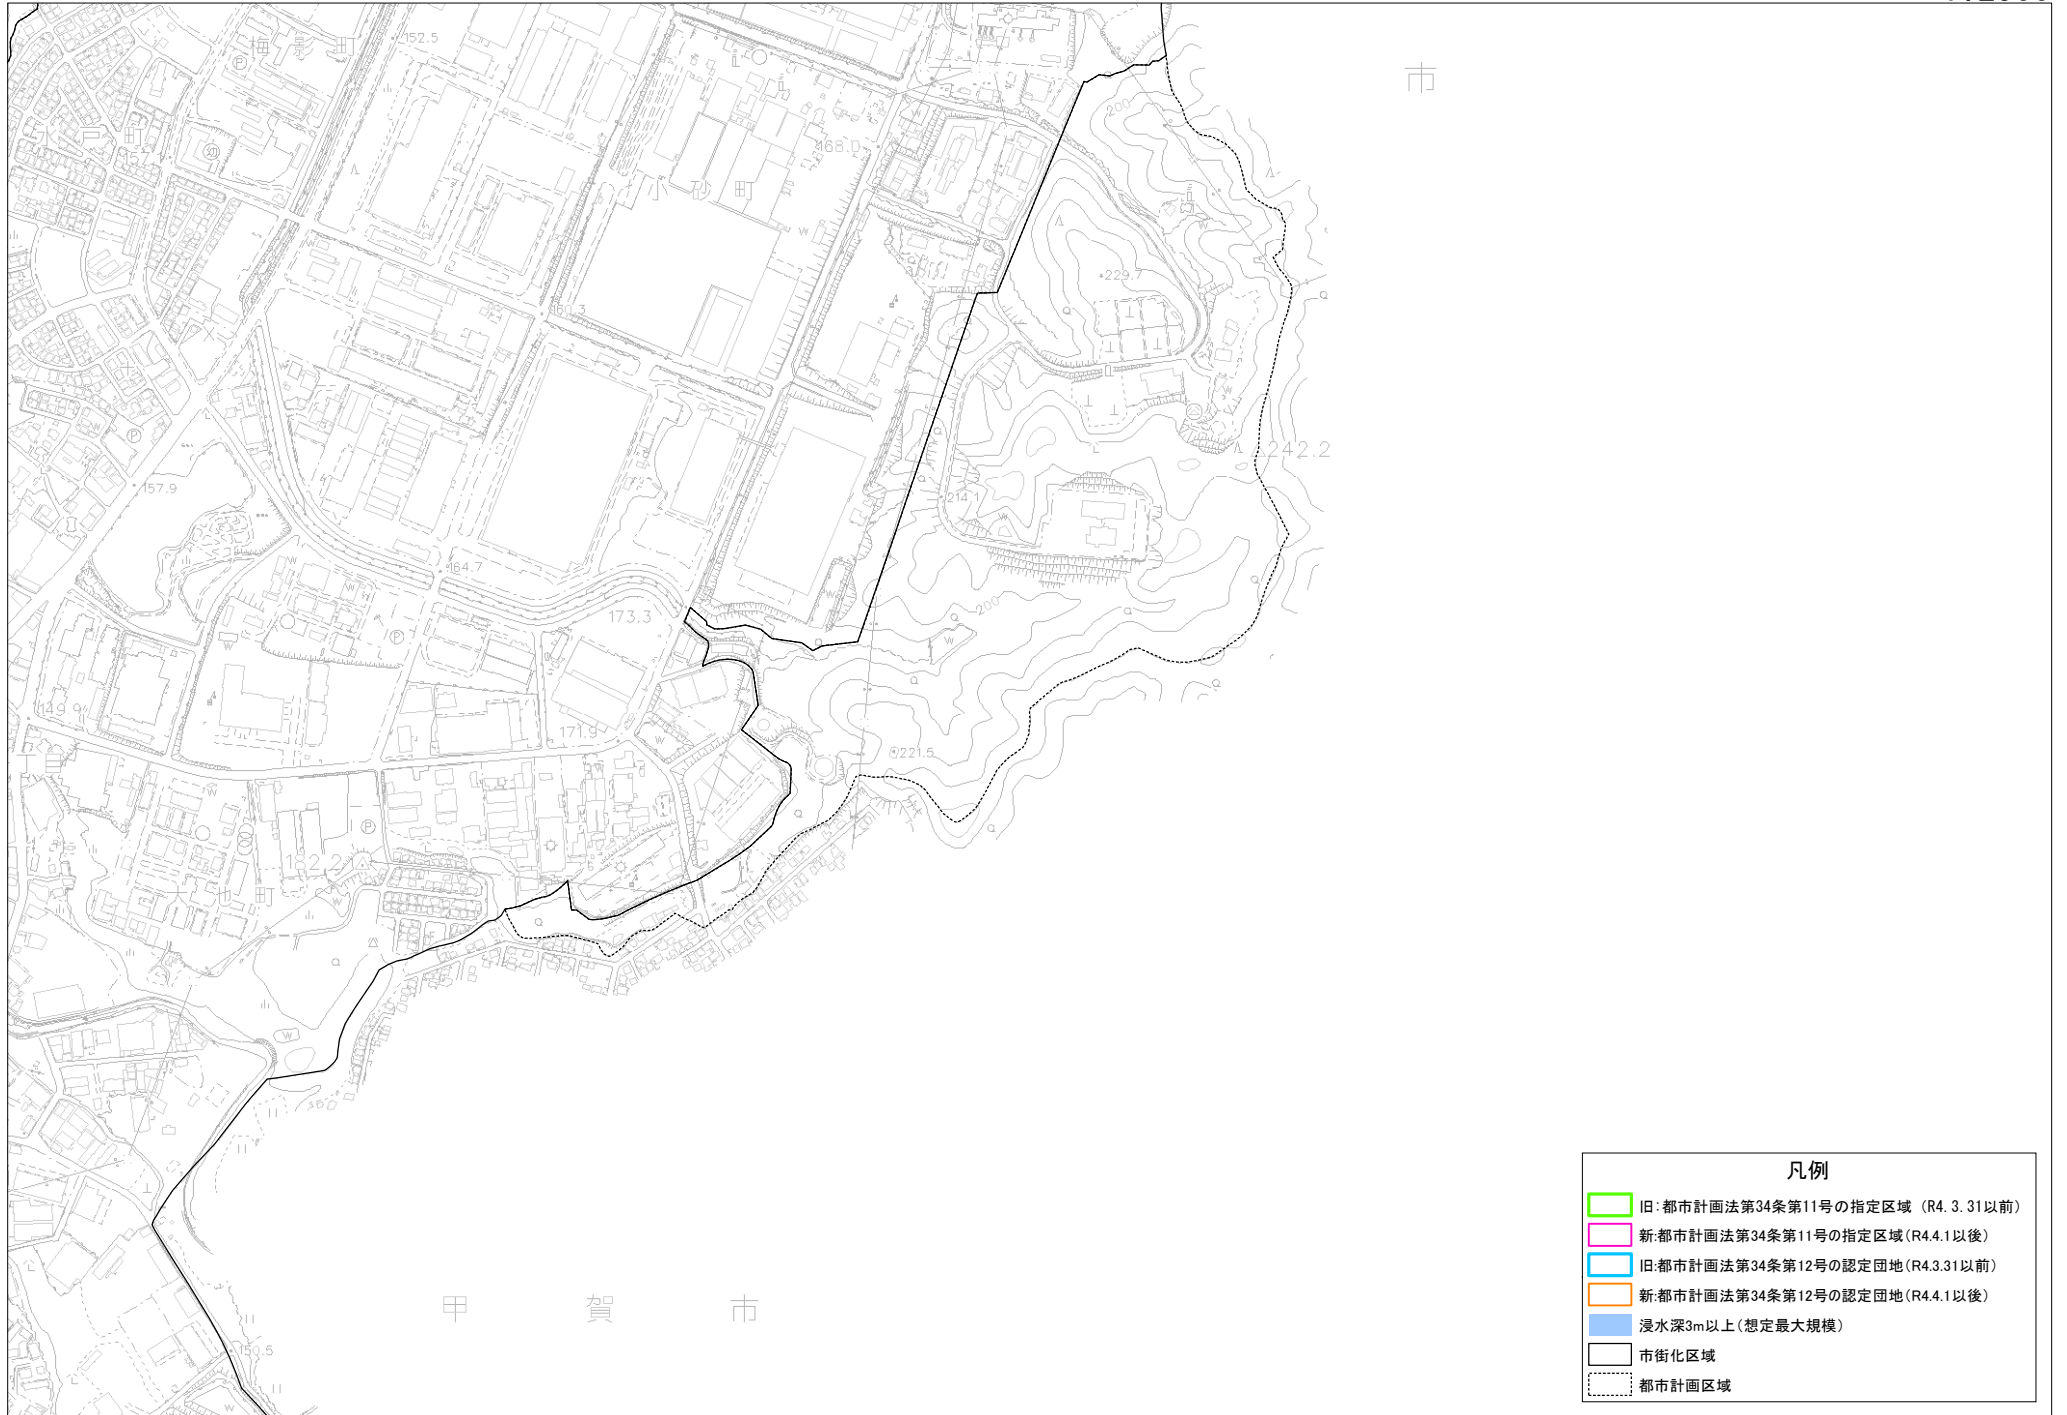 市
梅影町
152.5
水戸町
168.0
小砂町
200
229.7
160.3
242.2
157.9
214.1
164.7
200
173.3
149.9
171.9
221.5
182.2
150.5
甲賀市
凡例
旧:都市計画法第34条第11号の指定区域 (R4.3.31以前)
新:都市計画法第34条第11号の指定区域(R4.4.1以後)
旧:都市計画法第34条第12号の認定団地(R4.3.31以前)
新:都市計画法第34条第12号の認定団地(R4.4.1以後)
浸水深3m以上(想定最大規模)
市街化区域
都市計画区域